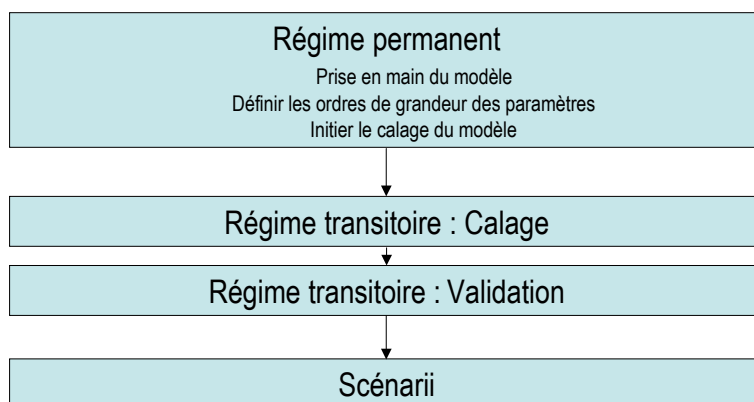 Régime permanent
Prise en main du modèle
Définir les ordres de grandeur des paramètres
Initier le calage du modèle
Régime transitoire : Calage
Régime transitoire : Validation
Scénarii